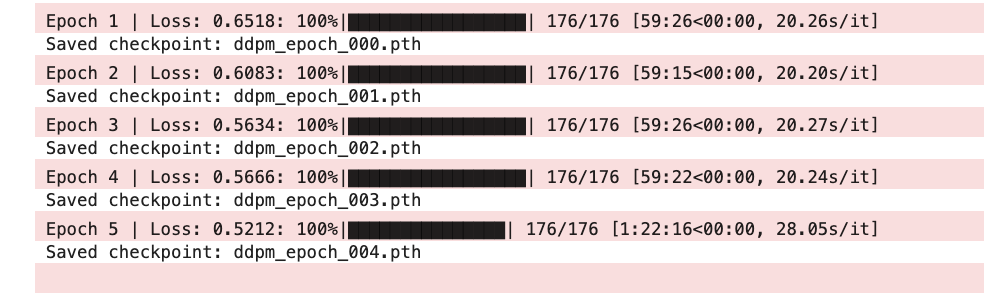 Epoch 1 | Loss: 0.6518: 100%|█████████████████| 176/176 [59:26<00:00, 20.26s/it]
Saved checkpoint: ddpm_epoch_000.pth
Epoch 2 | Loss: 0.6083: 100%|█████████████████| 176/176 [59:15<00:00, 20.20s/it]
Saved checkpoint: ddpm_epoch_001.pth
Epoch 3 | Loss: 0.5634: 100%|█████████████████| 176/176 [59:26<00:00, 20.27s/it]
Saved checkpoint: ddpm_epoch_002.pth
Epoch 4 | Loss: 0.5666: 100%|█████████████████| 176/176 [59:22<00:00, 20.24s/it]
Saved checkpoint: ddpm_epoch_003.pth
Epoch 5 | Loss: 0.5212: 100%|███████████████| 176/176 [1:22:16<00:00, 28.05s/it]
Saved checkpoint: ddpm_epoch_004.pth